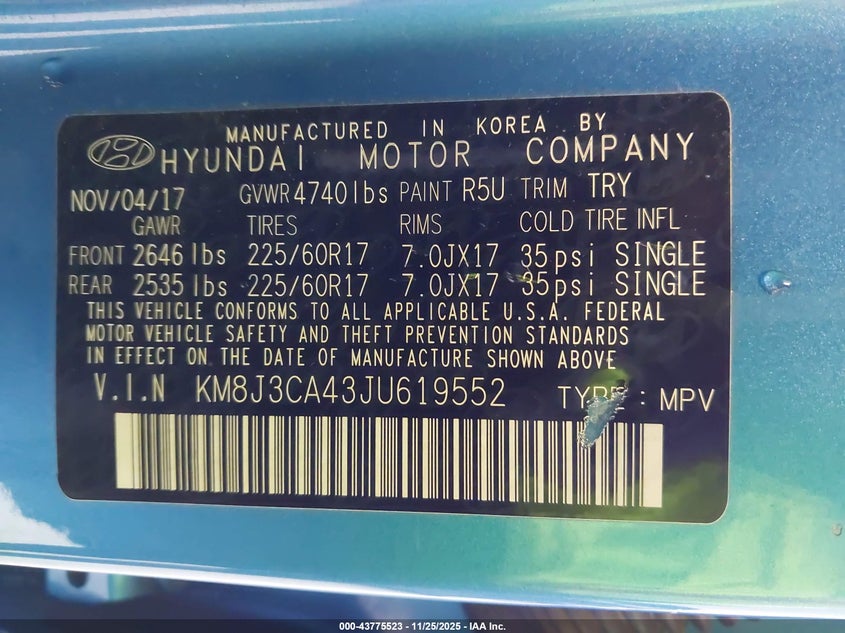 MANUFACTURED IN KOREA BY
HYUNDAI MOTOR COMPANY
NOV/04/17 GVWR 4740lbs PAINT R5U TRIM TRY
GAWR TIRES RIMS COLD TIRE INFL
FRONT 2646 lbs 225/60R17 7.0JX17 35psi SINGLE
REAR 2535 lbs 225/60R17 7.0JX17 35psi SINGLE
THIS VEHICLE CONFORMS TO ALL APPLICABLE U.S.A. FEDERAL
MOTOR VEHICLE SAFETY AND THEFT PREVENTION STANDARDS
IN EFFECT ON THE DATE OF MANUFACTURE SHOWN ABOVE
V.I.N KM8J3CA43JU619552 TYPE : MPV
000-43775523 - 11/25/2025 - IAA Inc.